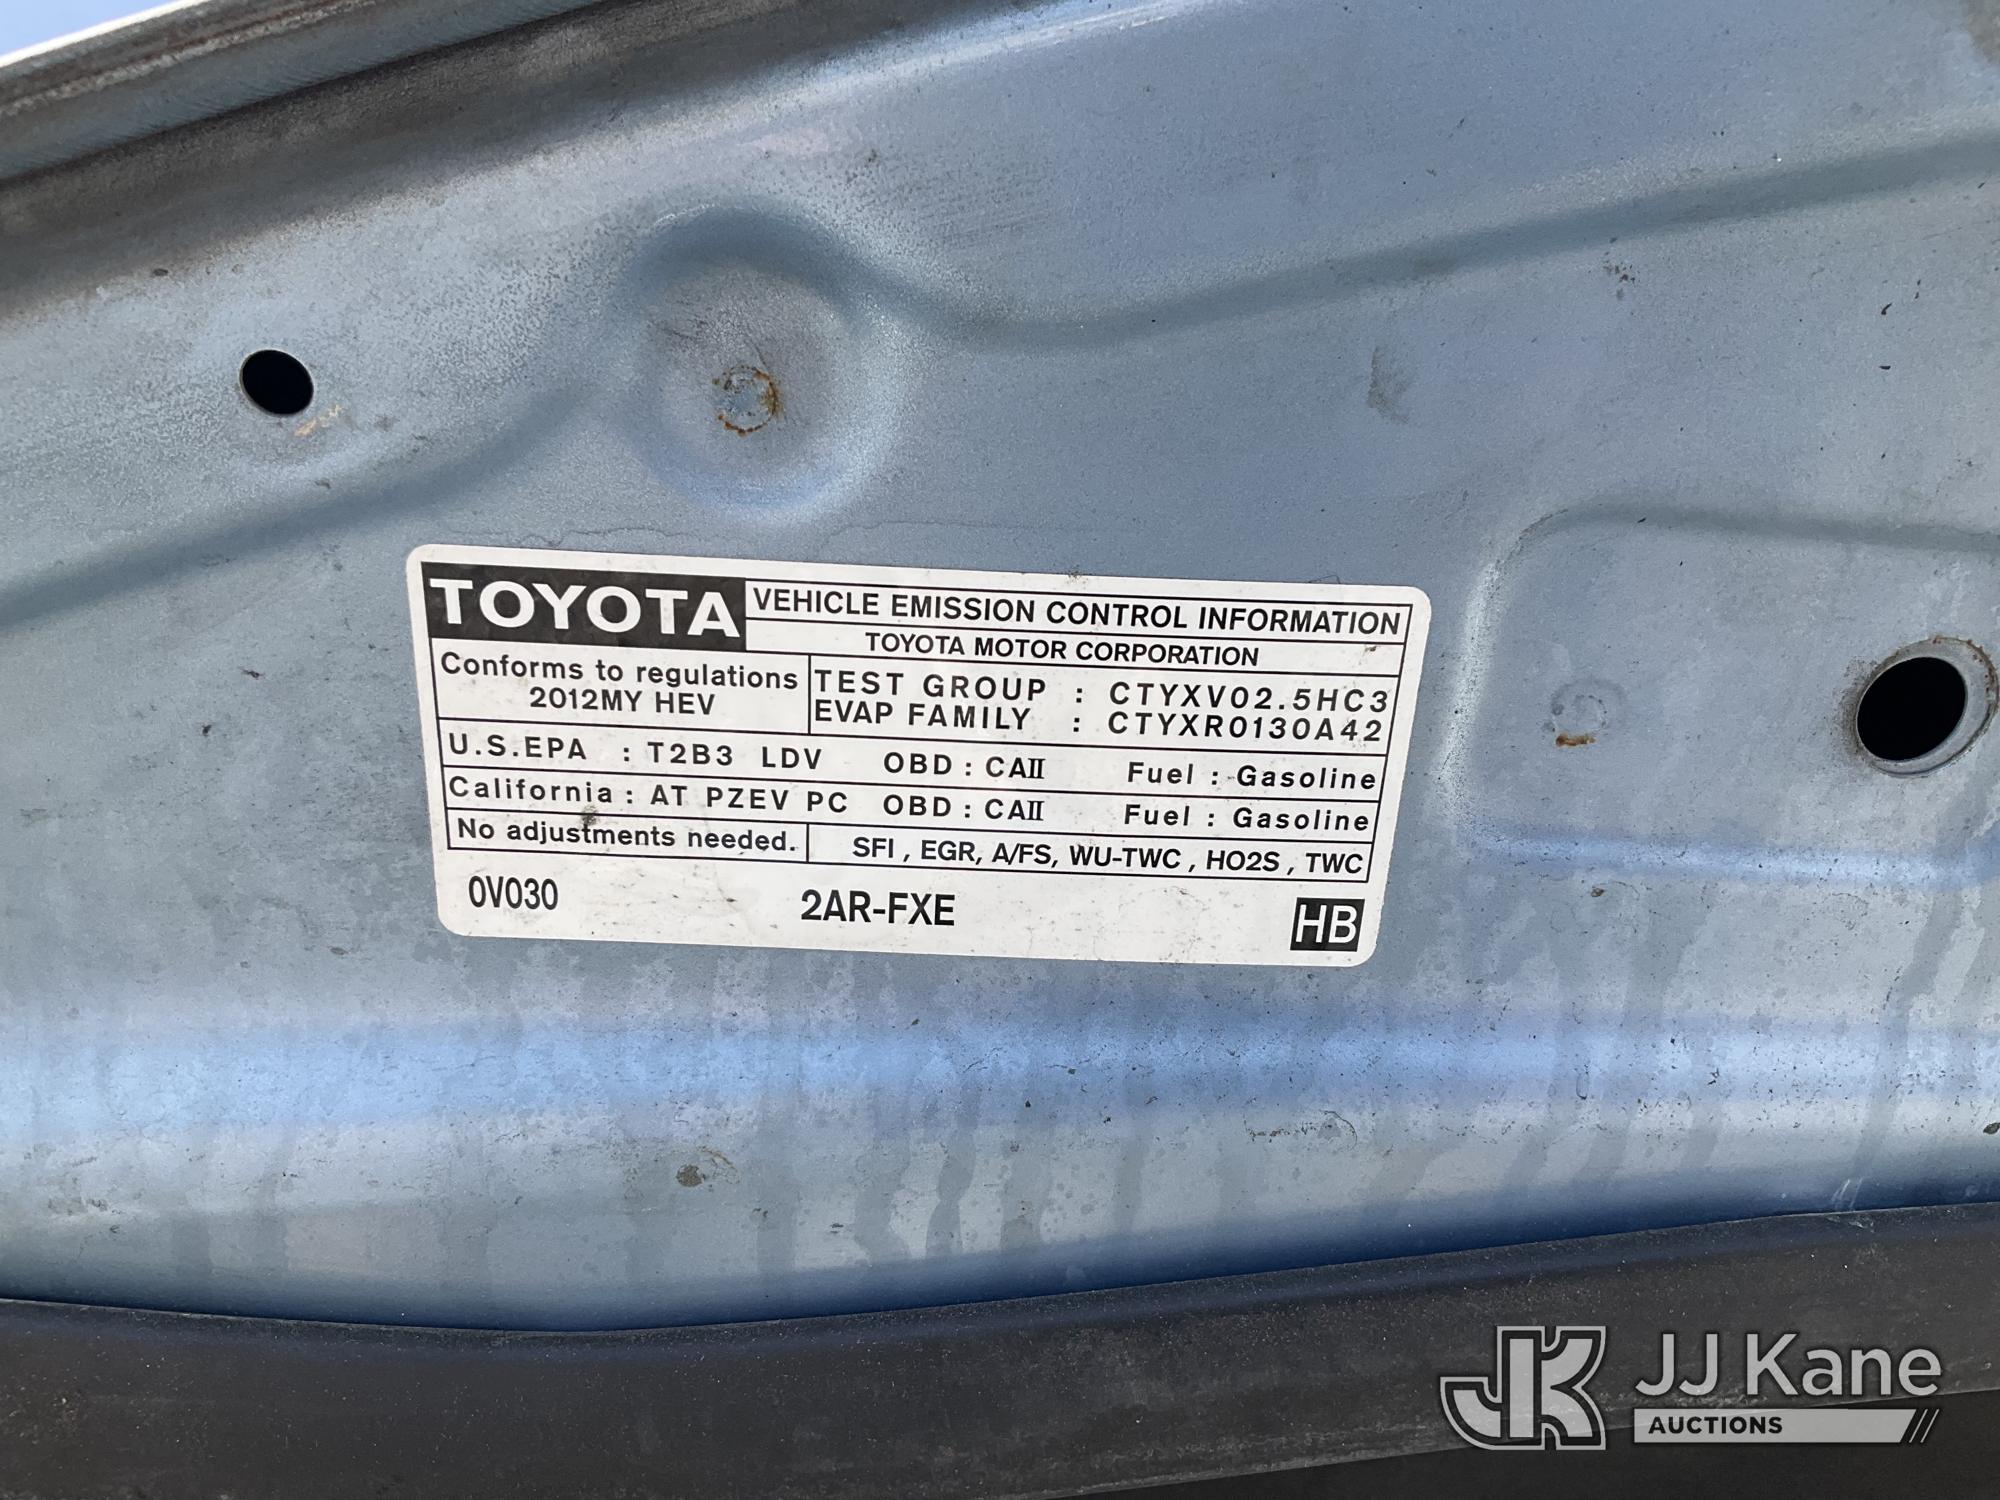 TOYOTA VEHICLE EMISSION CONTROL INFORMATION
TOYOTA MOTOR CORPORATION
Conforms to regulations
2012MY HEV
TEST GROUP : CTYXV02.5HC3
EVAP FAMILY : CTYXR0130A42
U.S.EPA : T2B3 LDV OBD : CAII Fuel : Gasoline
California : AT PZEV PC OBD : CAII Fuel : Gasoline
No adjustments needed. SFI , EGR, A/FS, WU-TWC , HO2S , TWC
0V030 2AR-FXE HB
JK JJ Kane
AUCTIONS